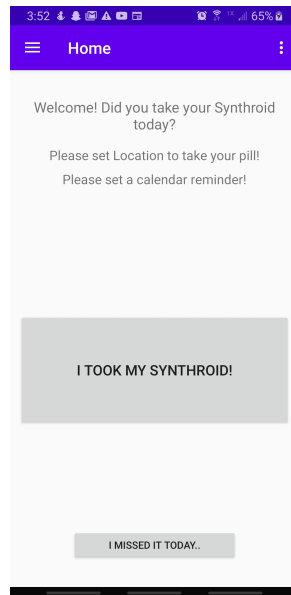 3:52 1X 65%
Home
Welcome! Did you take your Synthroid
today?
Please set Location to take your pill!
Please set a calendar reminder!
I TOOK MY SYNTHROID!
I MISSED IT TODAY..